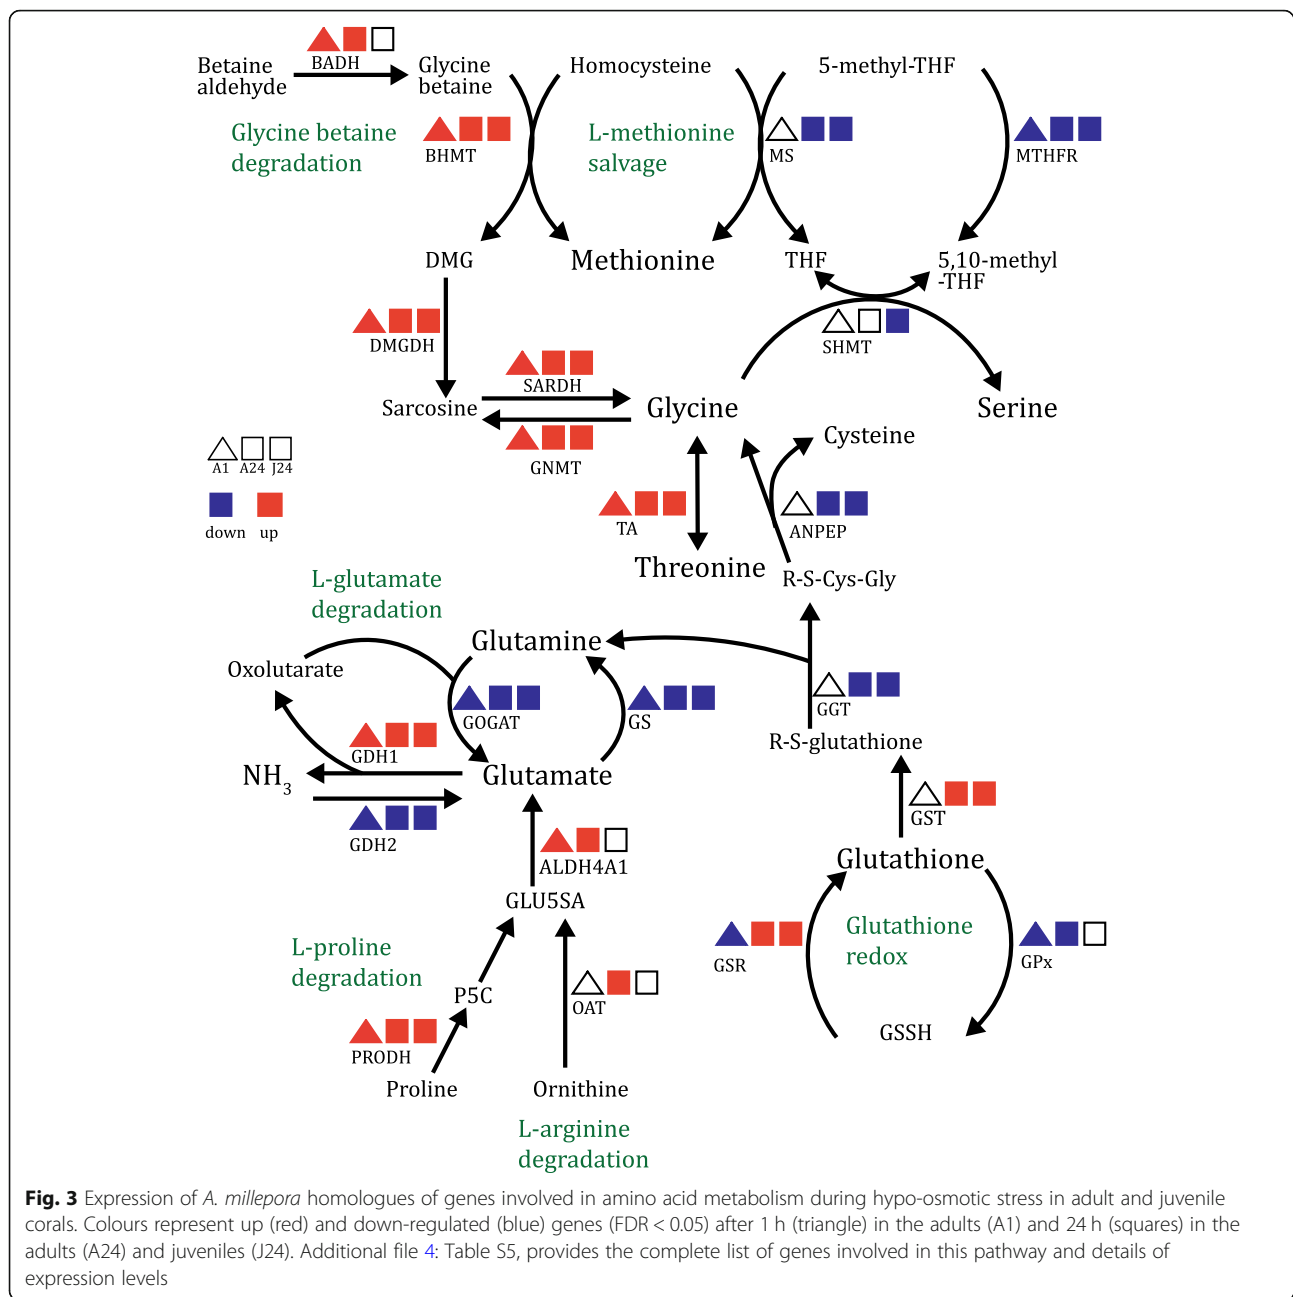 Betaine
aldehyde
BADH
Glycine
betaine
Homocysteine
5-methyl-THF
Glycine betaine
degradation
BHMT
L-methionine
salvage
MS
MTHFR
DMG
Methionine
THF
5,10-methyl
-THF
DMGDH
SHMT
Sarcosine
SARDH
GNMT
Glycine
Serine
Cysteine
A1 A24 J24
down up
TA
ANPEP
Threonine
R-S-Cys-Gly
L-glutamate
degradation
Glutamine
Oxolutarate
GOGAT
GS
GGT
GDH1
R-S-glutathione
NH3
Glutamate
GDH2
GST
ALDH4A1
Glutathione
GLU5SA
L-proline
degradation
Glutathione
redox
GSR
GPx
P5C
OAT
GSSH
PRODH
Proline
Ornithine
L-arginine
degradation
Fig. 3 Expression of A. millepora homologues of genes involved in amino acid metabolism during hypo-osmotic stress in adult and juvenile
corals. Colours represent up (red) and down-regulated (blue) genes (FDR < 0.05) after 1 h (triangle) in the adults (A1) and 24 h (squares) in the
adults (A24) and juveniles (J24). Additional file 4: Table S5, provides the complete list of genes involved in this pathway and details of
expression levels